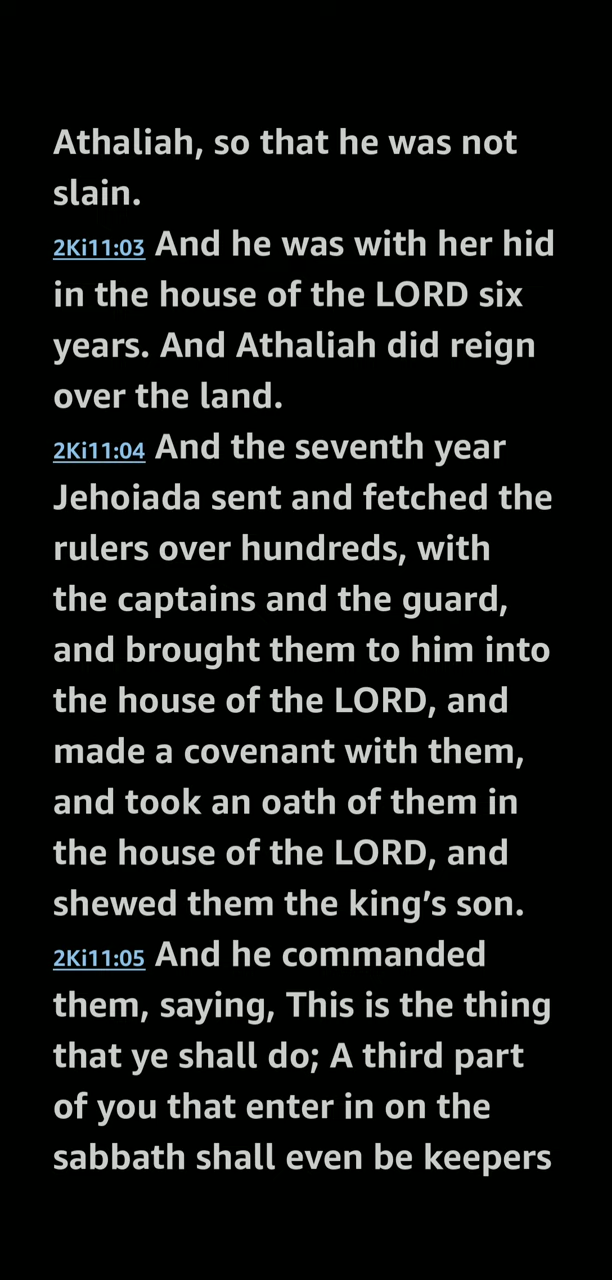 Athaliah, so that he was not
slain.
2Ki11:03 And he was with her hid
in the house of the LORD six
years. And Athaliah did reign
over the land.
2Ki11:04 And the seventh year
Jehoiada sent and fetched the
rulers over hundreds, with
the captains and the guard,
and brought them to him into
the house of the LORD, and
made a covenant with them,
and took an oath of them in
the house of the LORD, and
shewed them the king’s son.
2Ki11:05 And he commanded
them, saying, This is the thing
that ye shall do; A third part
of you that enter in on the
sabbath shall even be keepers